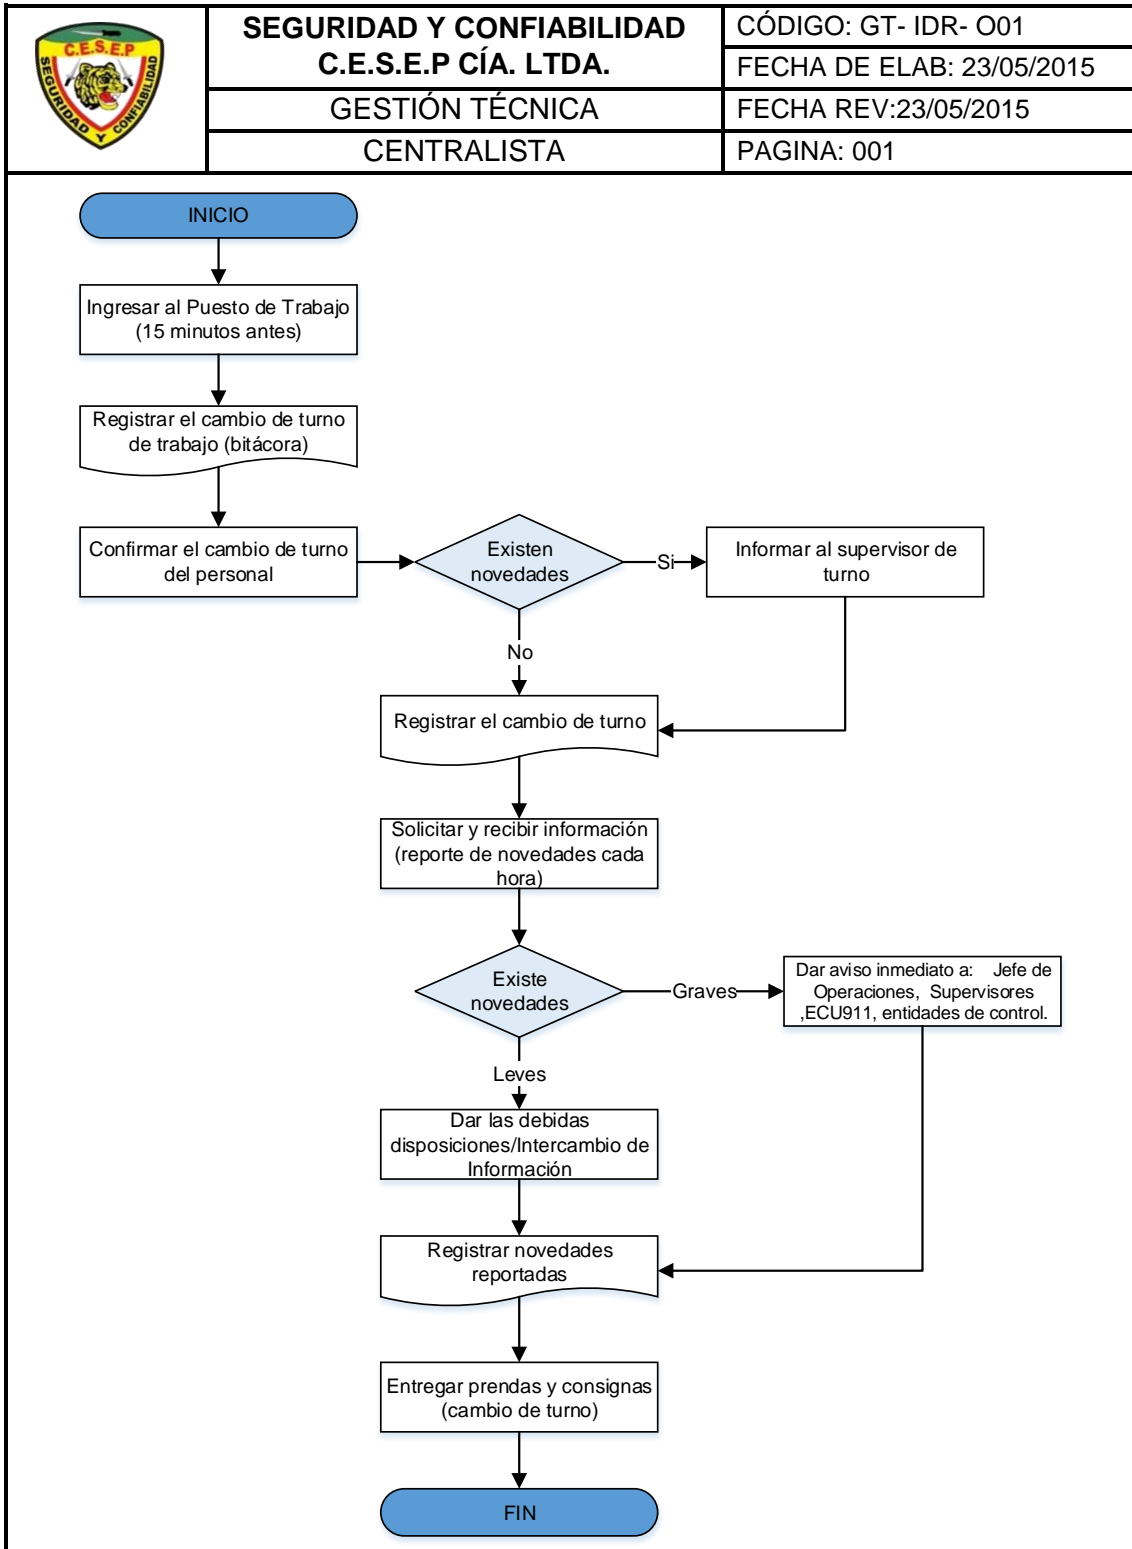 C.E.S.E.P
SEGURIDAD Y CONFIABILIDAD
SEGURIDAD Y CONFIABILIDAD
C.E.S.E.P CÍA. LTDA.
GESTIÓN TÉCNICA
CENTRALISTA
CÓDIGO: GT- IDR- O01
FECHA DE ELAB: 23/05/2015
FECHA REV:23/05/2015
PAGINA: 001
INICIO
Ingresar al Puesto de Trabajo
(15 minutos antes)
Registrar el cambio de turno
de trabajo (bitácora)
Confirmar el cambio de turno
del personal
Existen
novedades
Si
Informar al supervisor de
turno
No
Registrar el cambio de turno
Solicitar y recibir información
(reporte de novedades cada
hora)
Existe
novedades
Graves
Dar aviso inmediato a: Jefe de
Operaciones, Supervisores
,ECU911, entidades de control.
Leves
Dar las debidas
disposiciones/Intercambio de
Información
Registrar novedades
reportadas
Entregar prendas y consignas
(cambio de turno)
FIN